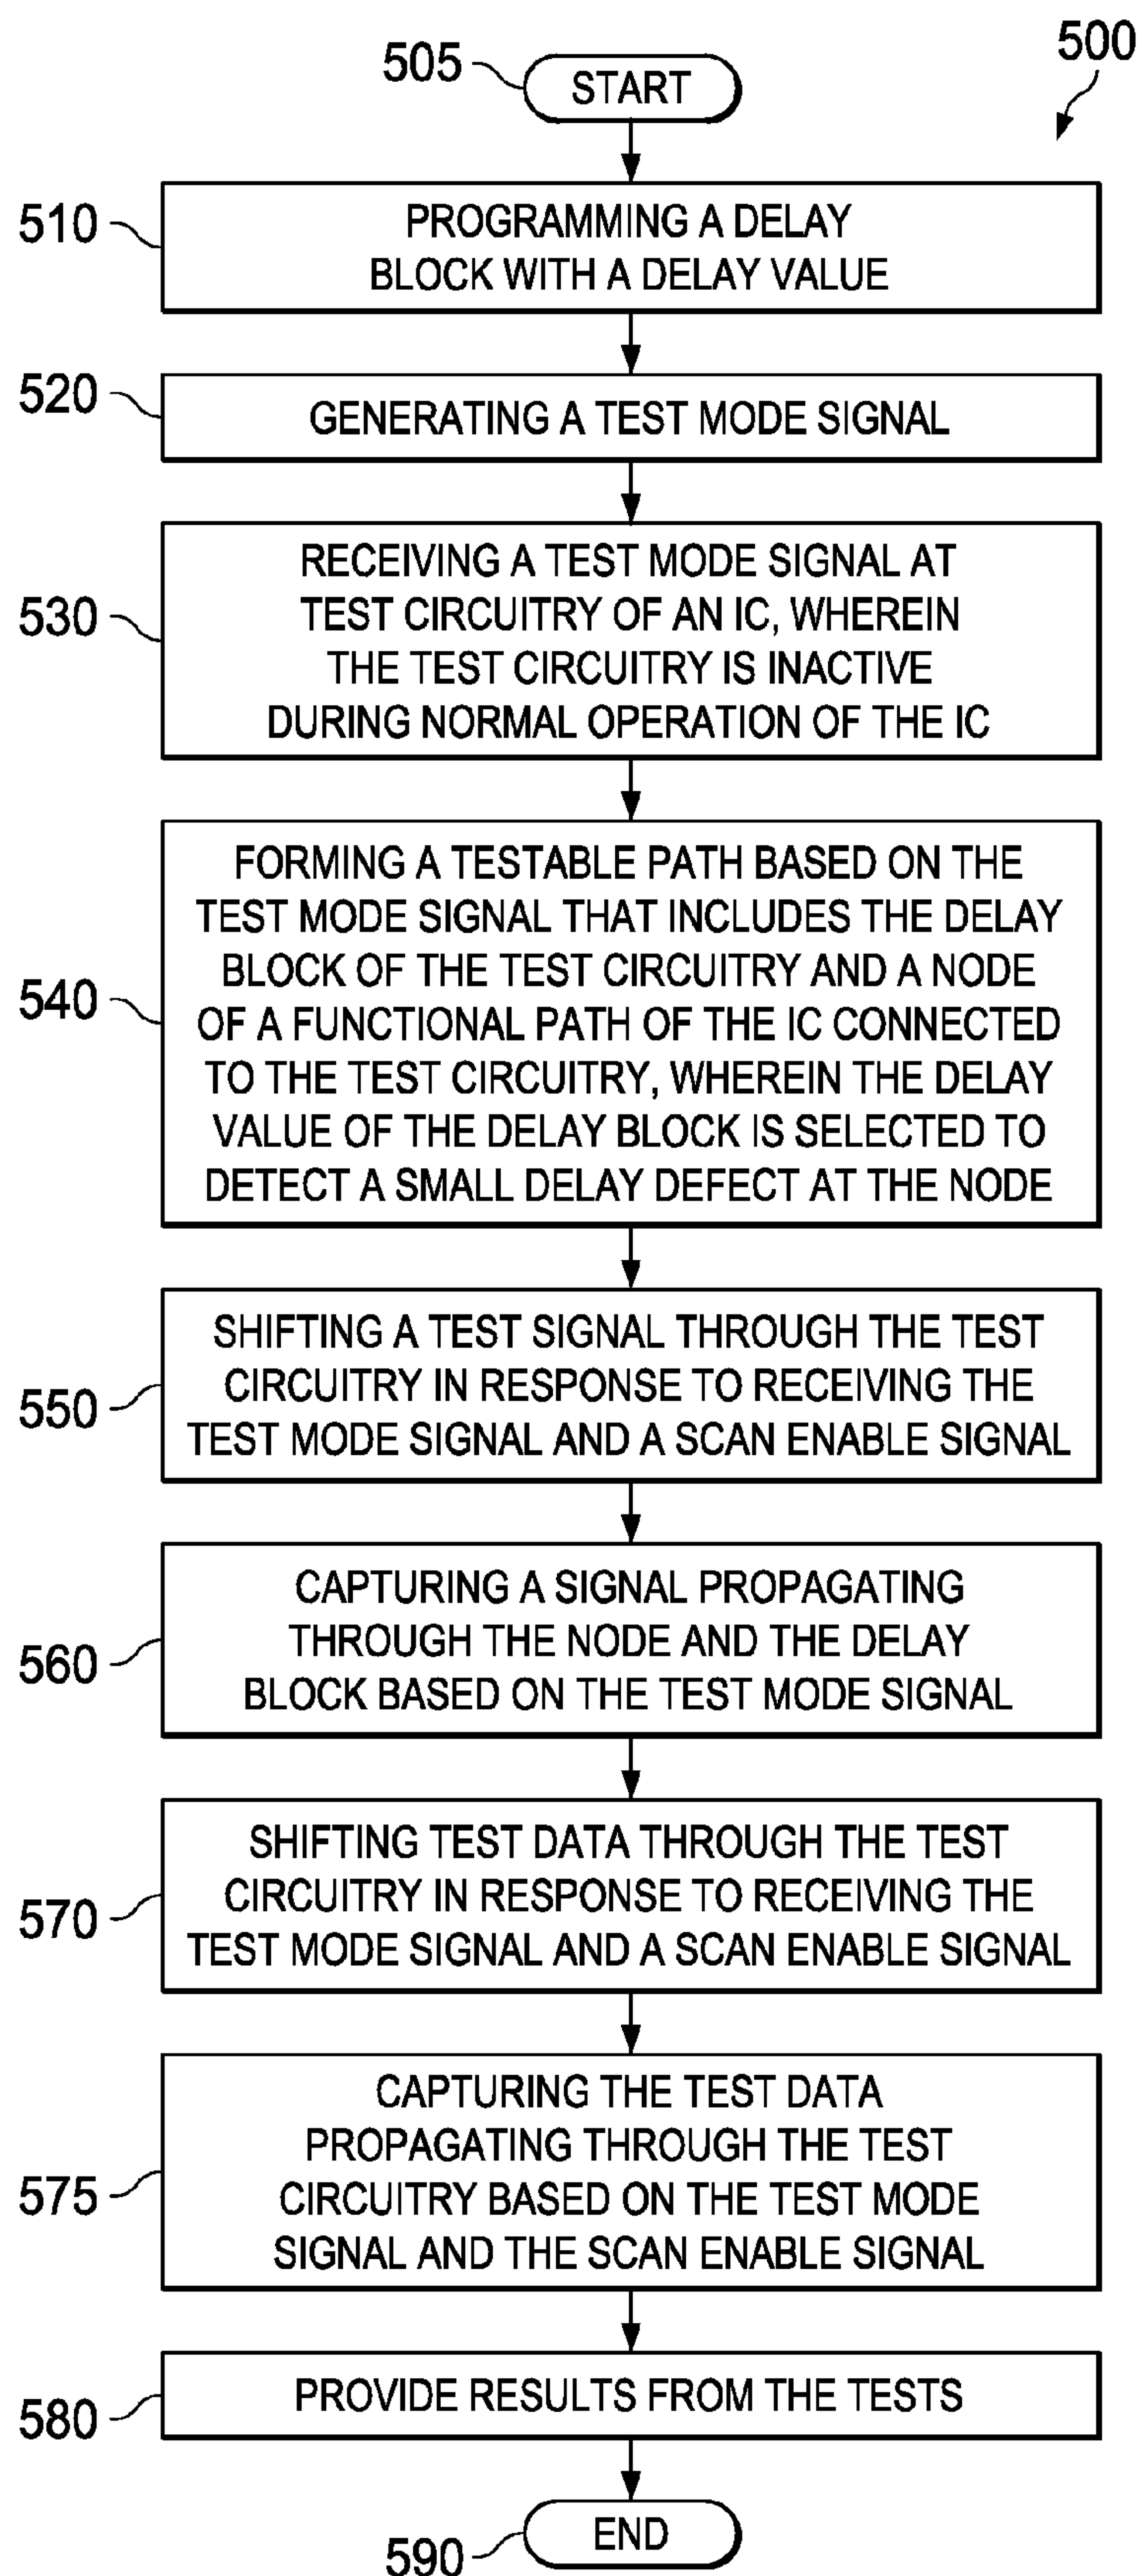 500
505
START
510
PROGRAMMING A DELAY
BLOCK WITH A DELAY VALUE
520
GENERATING A TEST MODE SIGNAL
530
RECEIVING A TEST MODE SIGNAL AT
TEST CIRCUITRY OF AN IC, WHEREIN
THE TEST CIRCUITRY IS INACTIVE
DURING NORMAL OPERATION OF THE IC
540
FORMING A TESTABLE PATH BASED ON THE
TEST MODE SIGNAL THAT INCLUDES THE DELAY
BLOCK OF THE TEST CIRCUITRY AND A NODE
OF A FUNCTIONAL PATH OF THE IC CONNECTED
TO THE TEST CIRCUITRY, WHEREIN THE DELAY
VALUE OF THE DELAY BLOCK IS SELECTED TO
DETECT A SMALL DELAY DEFECT AT THE NODE
550
SHIFTING A TEST SIGNAL THROUGH THE TEST
CIRCUITRY IN RESPONSE TO RECEIVING THE
TEST MODE SIGNAL AND A SCAN ENABLE SIGNAL
560
CAPTURING A SIGNAL PROPAGATING
THROUGH THE NODE AND THE DELAY
BLOCK BASED ON THE TEST MODE SIGNAL
570
SHIFTING TEST DATA THROUGH THE TEST
CIRCUITRY IN RESPONSE TO RECEIVING THE
TEST MODE SIGNAL AND A SCAN ENABLE SIGNAL
575
CAPTURING THE TEST DATA
PROPAGATING THROUGH THE TEST
CIRCUITRY BASED ON THE TEST MODE
SIGNAL AND THE SCAN ENABLE SIGNAL
580
PROVIDE RESULTS FROM THE TESTS
590
END